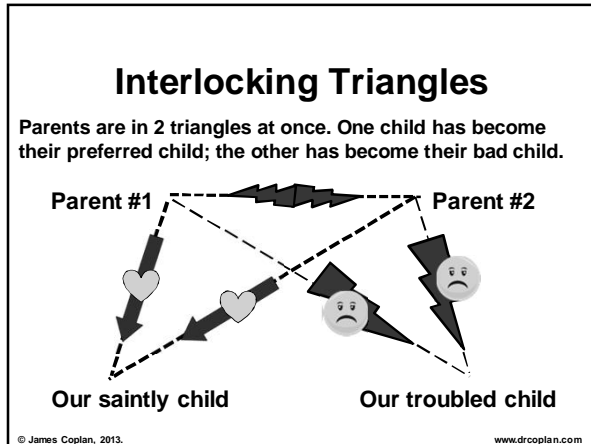 Interlocking Triangles
Parents are in 2 triangles at once. One child has become
their preferred child; the other has become their bad child.
Parent #1
Parent #2
Our saintly child
Our troubled child
© James Coplan, 2013.
www.drcoplan.com